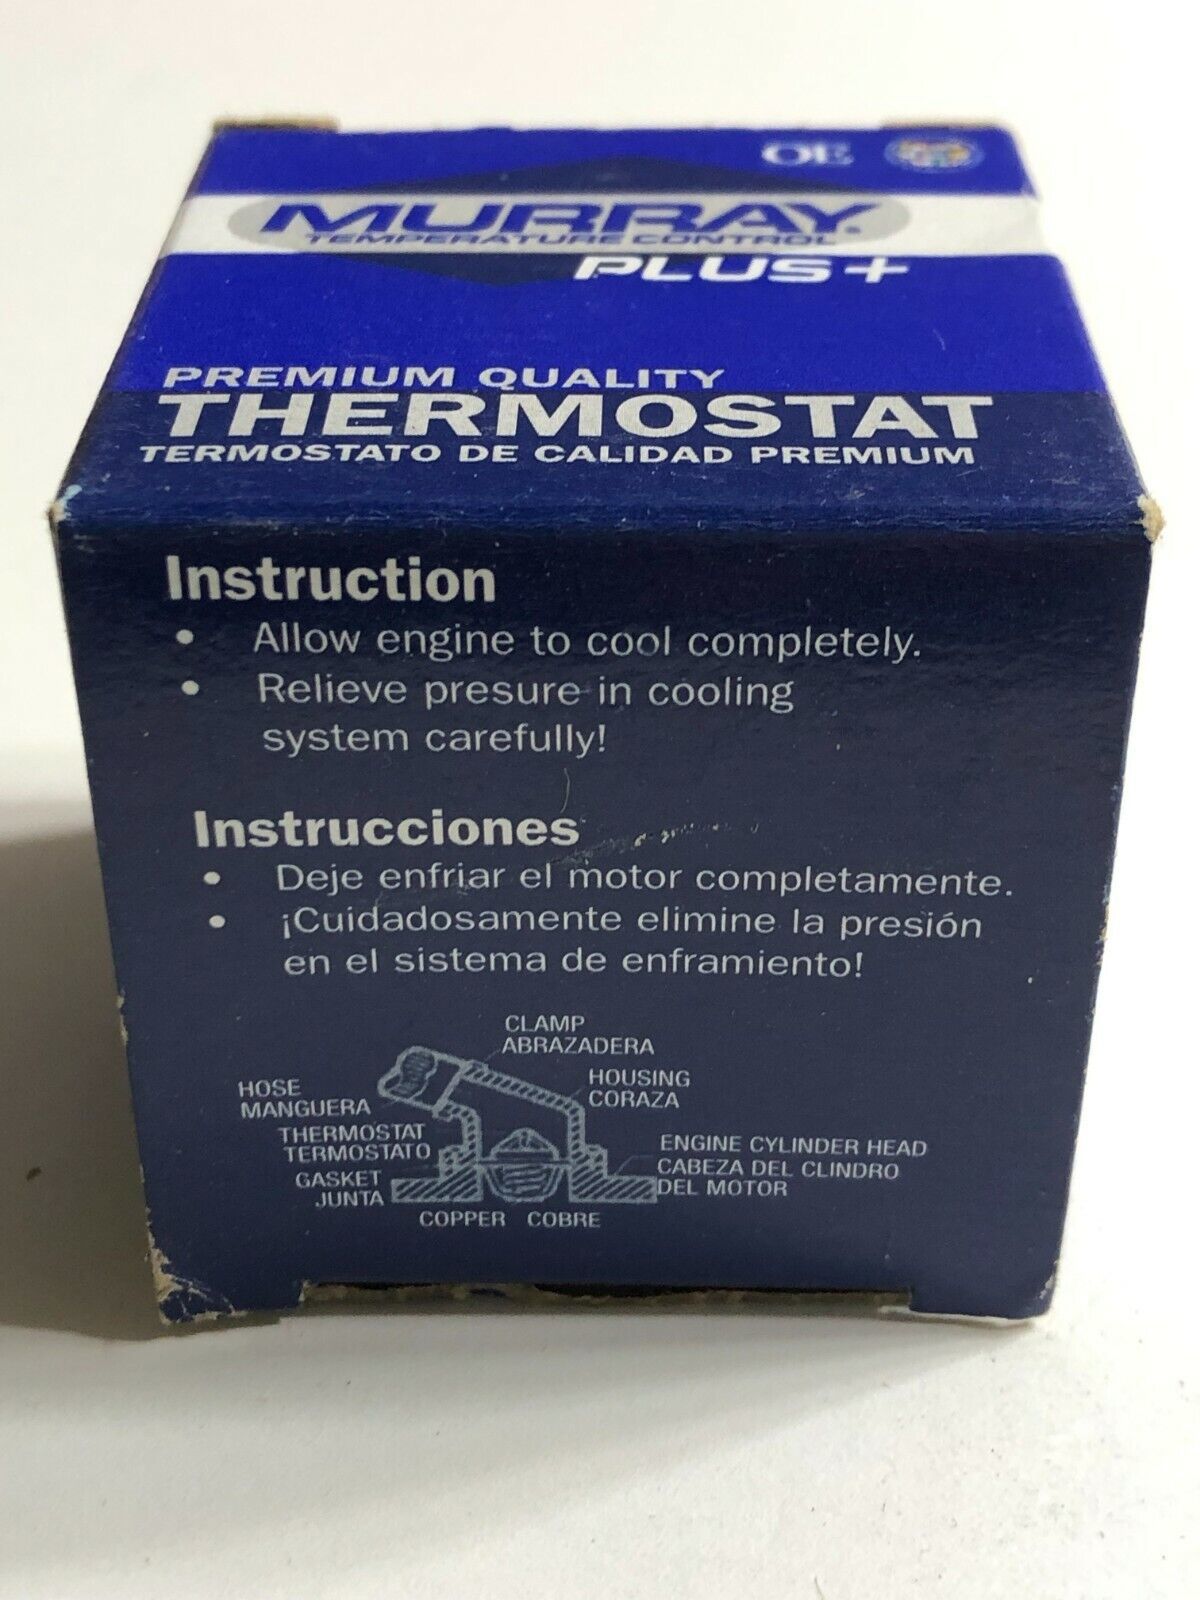 OE
MURRAY®
TEMPERATURE CONTROL
PLUS+
PREMIUM QUALITY
THERMOSTAT
TERMOSTATO DE CALIDAD PREMIUM
Instruction
• Allow engine to cool completely.
• Relieve presure in cooling
system carefully!
Instrucciones
• Deje enfriar el motor completamente.
• ¡Cuidadosamente elimine la presión
en el sistema de enframiento!
CLAMP
ABRAZADERA
HOSE
MANGUERA
HOUSING
CORAZA
THERMOSTAT
TERMOSTATO
GASKET
JUNTA
ENGINE CYLINDER HEAD
CABEZA DEL CLINDRO
DEL MOTOR
COPPER COBRE